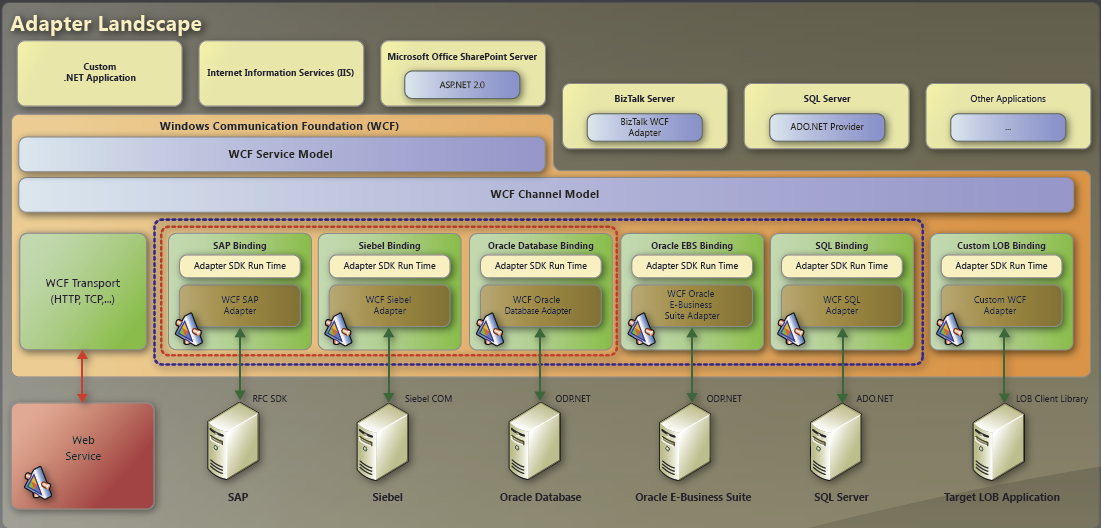 Adapter Landscape
Custom
.NET Application
Internet Information Services (IIS)
Microsoft Office SharePoint Server
ASP.NET 2.0
BizTalk Server
BizTalk WCF
Adapter
SQL Server
ADO.NET Provider
Other Applications
...
Windows Communication Foundation (WCF)
WCF Service Model
WCF Channel Model
WCF Transport
(HTTP, TCP,...)
SAP Binding
Adapter SDK Run Time
WCF SAP
Adapter
Siebel Binding
Adapter SDK Run Time
WCF Siebel
Adapter
Oracle Database Binding
Adapter SDK Run Time
WCF Oracle
Database Adapter
Oracle EBS Binding
Adapter SDK Run Time
WCF Oracle
E-Business
Suite Adapter
SQL Binding
Adapter SDK Run Time
WCF SQL
Adapter
Custom LOB Binding
Adapter SDK Run Time
Custom WCF
Adapter
Web
Service
RFC SDK
SAP
Siebel COM
Siebel
ODP.NET
Oracle Database
ODP.NET
Oracle E-Business Suite
ADO.NET
SQL Server
LOB Client Library
Target LOB Application